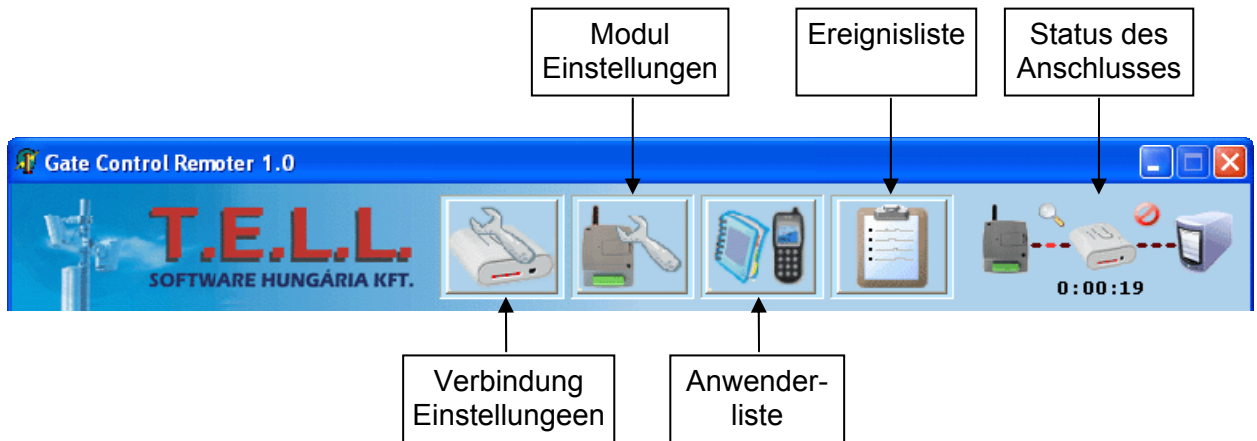 Modul
Einstellungen
Ereignisliste
Status des
Anschlusses
Gate Control Remoter 1.0
T.E.L.L.
SOFTWARE HUNGÁRIA KFT.
0:00:19
Verbindung
Einstellungeen
Anwender-
liste